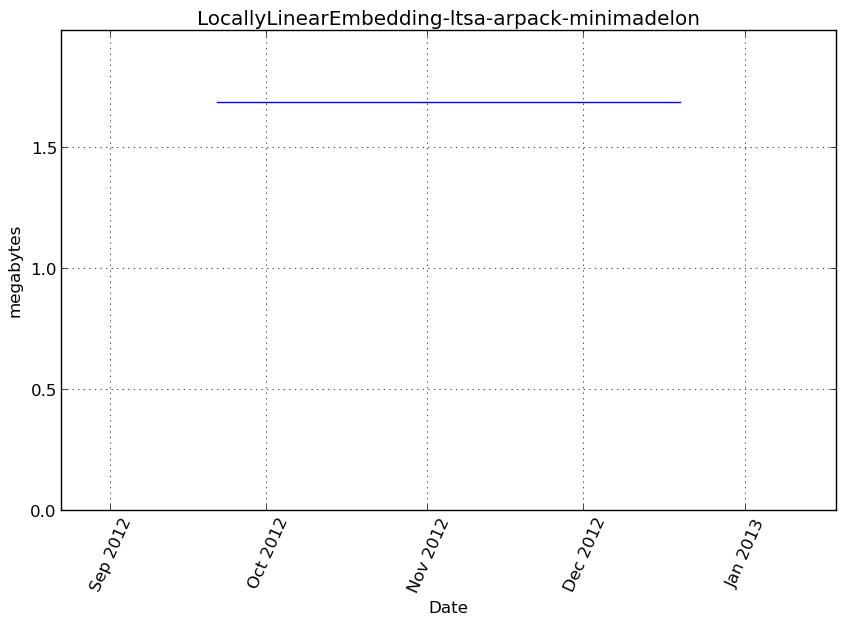 LocallyLinearEmbedding-ltsa-arpack-minimadelon
megabytes
1.5
1.0
0.5
0.0
Sep 2012
Oct 2012
Nov 2012
Dec 2012
Jan 2013
Date